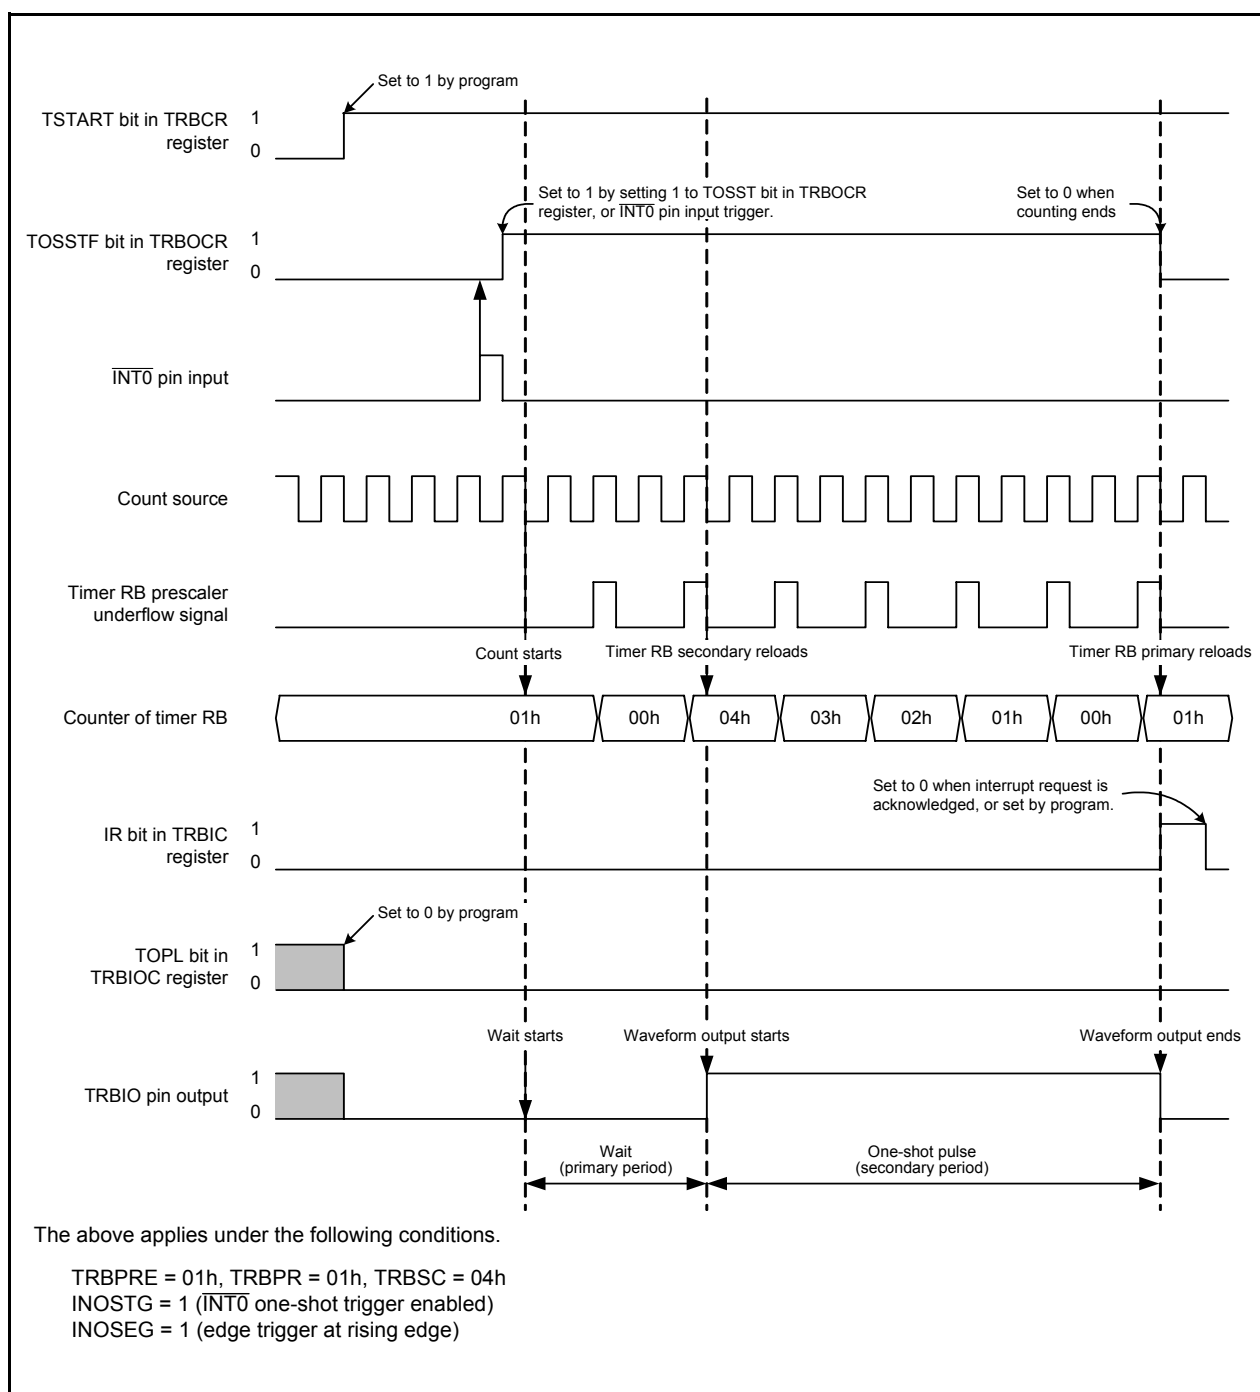 Set to 1 by program
TSTART bit in TRBCR
register
1
0
Set to 1 by setting 1 to TOSST bit in TRBOCR
register, or INT0 pin input trigger.
Set to 0 when
counting ends
TOSSTF bit in TRBOCR
register
1
0
INT0 pin input
Count source
Timer RB prescaler
underflow signal
Count starts
Timer RB secondary reloads
Timer RB primary reloads
Counter of timer RB
01h
00h
04h
03h
02h
01h
00h
01h
Set to 0 when interrupt request is
acknowledged, or set by program.
IR bit in TRBIC
register
1
0
Set to 0 by program
TOPL bit in
TRBIOC register
1
0
Wait starts
Waveform output starts
Waveform output ends
TRBIO pin output
1
0
Wait
(primary period)
One-shot pulse
(secondary period)
The above applies under the following conditions.
TRBPRE = 01h, TRBPR = 01h, TRBSC = 04h
INOSTG = 1 (INT0 one-shot trigger enabled)
INOSEG = 1 (edge trigger at rising edge)